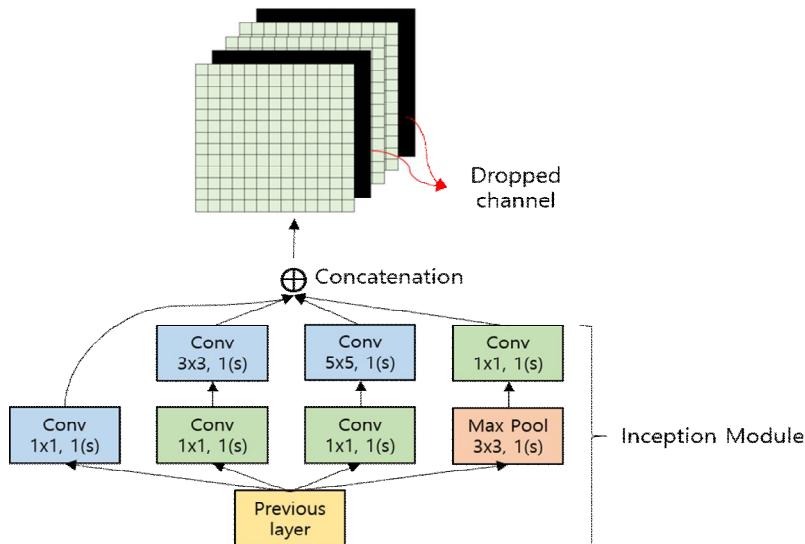 Dropped
channel
Concatenation
Conv
3x3, 1(s)
Conv
5x5, 1(s)
Conv
1x1, 1(s)
Conv
1x1, 1(s)
Conv
1x1, 1(s)
Conv
1x1, 1(s)
Max Pool
3x3, 1(s)
Inception Module
Previous
layer